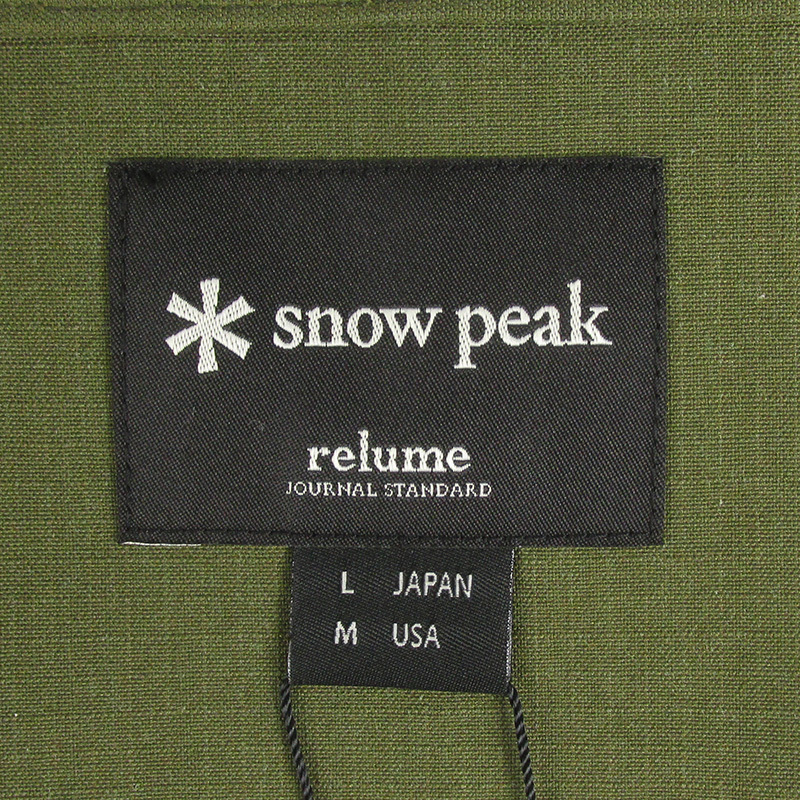 snow peak
relume
JOURNAL STANDARD
L JAPAN
M USA